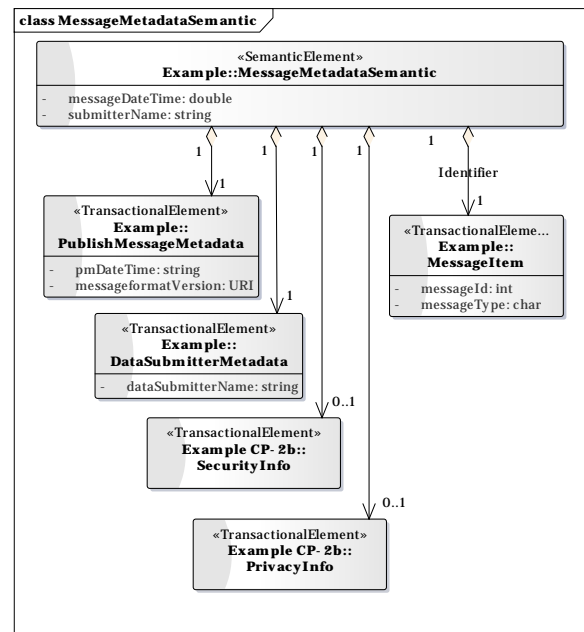 class MessageMetadataSemantic
«SemanticElement»
Example::MessageMetadataSemantic
- messageDateTime: double
- submitterName: string
1
1
1
1
1
Identifier
1
1
«TransactionalElement»
Example::
PublishMessageMetadata
- pmDateTime: string
- messageformatVersion: URI
«TransactionalEleme...
Example::
MessageItem
- messageId: int
- messageType: char
1
«TransactionalElement»
Example::
DataSubmitterMetadata
- dataSubmitterName: string
0..1
«TransactionalElement»
Example CP- 2b::
SecurityInfo
0..1
«TransactionalElement»
Example CP- 2b::
PrivacyInfo